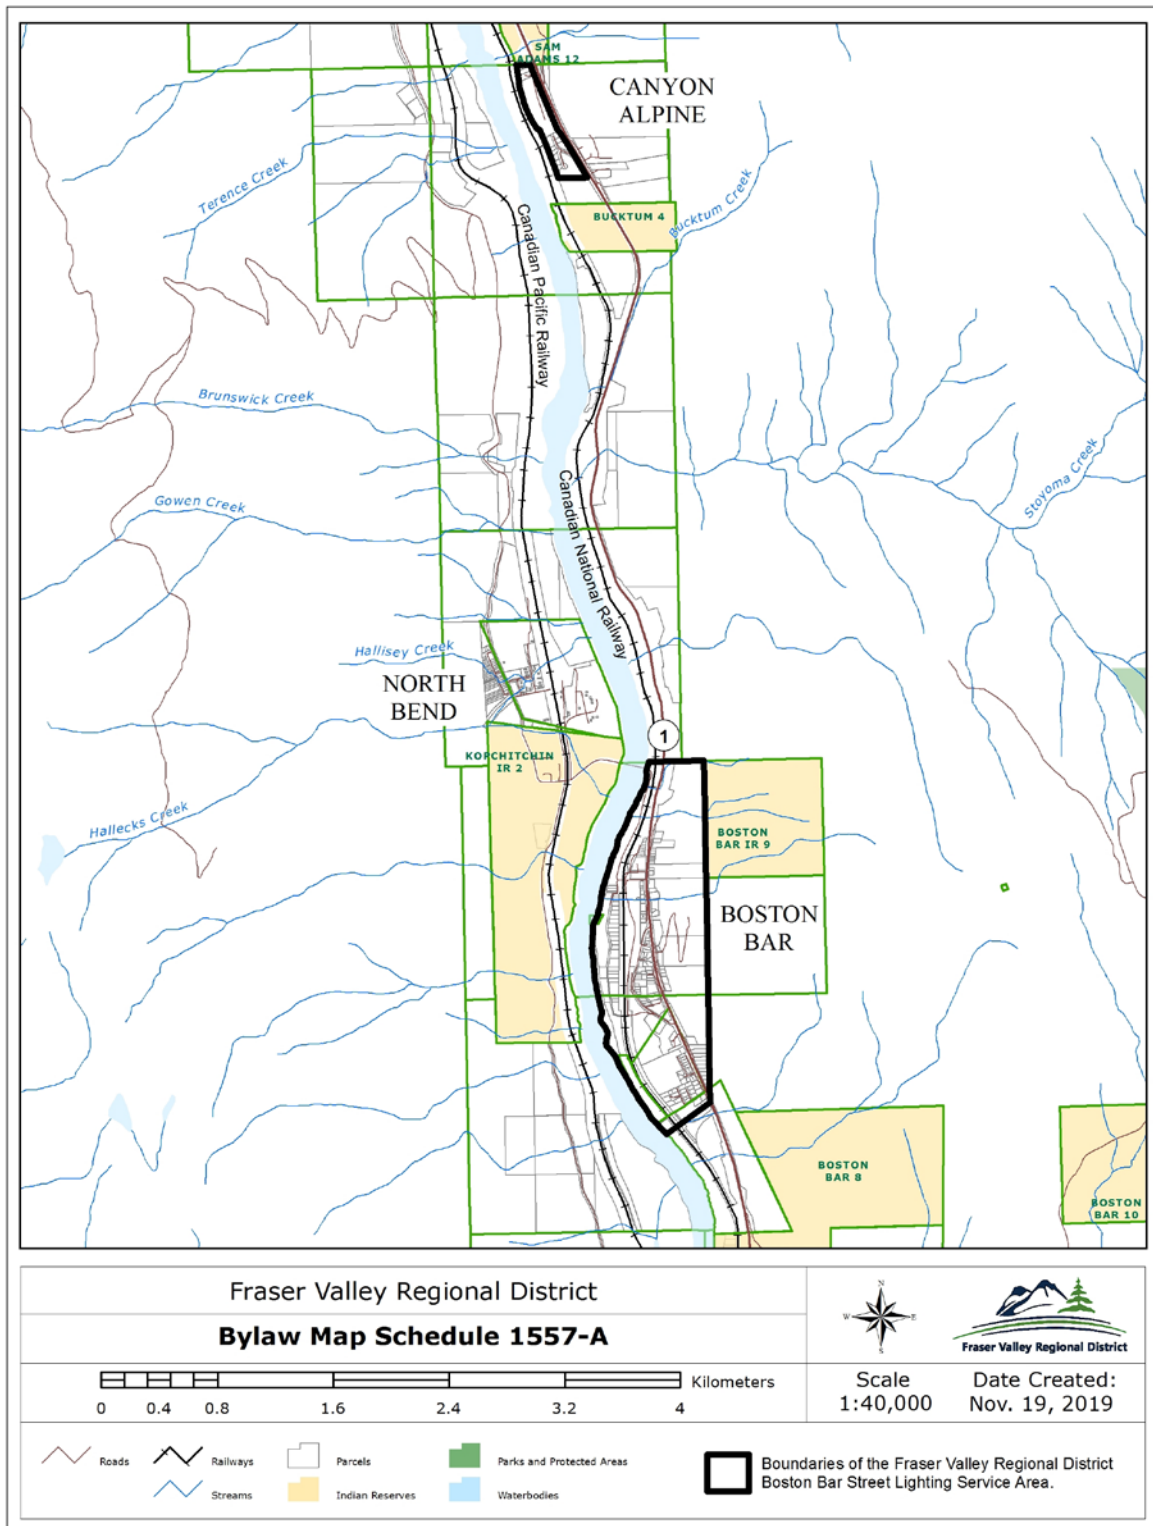 SAM
ADAMS 12
CANYON
ALPINE
Terence Creek
Bucktum Creek
BUCKTUM 4
Canadian Pacific Railway
Brunswick Creek
Stoyoma Creek
Gowen Creek
Canadian National Railway
Hallisey Creek
NORTH
BEND
1
KOPCHITCHIN
IR 2
Hallecks Creek
BOSTON
BAR IR 9
BOSTON
BAR
BOSTON
BAR 8
BOSTON
BAR 10
Fraser Valley Regional District
Bylaw Map Schedule 1557-A
Kilometers
0 0.4 0.8 1.6 2.4 3.2 4
N
W E
S
Fraser Valley Regional District
Scale
1:40,000
Date Created:
Nov. 19, 2019
Roads
Railways
Parcels
Parks and Protected Areas
Streams
Indian Reserves
Waterbodies
Boundaries of the Fraser Valley Regional District
Boston Bar Street Lighting Service Area.